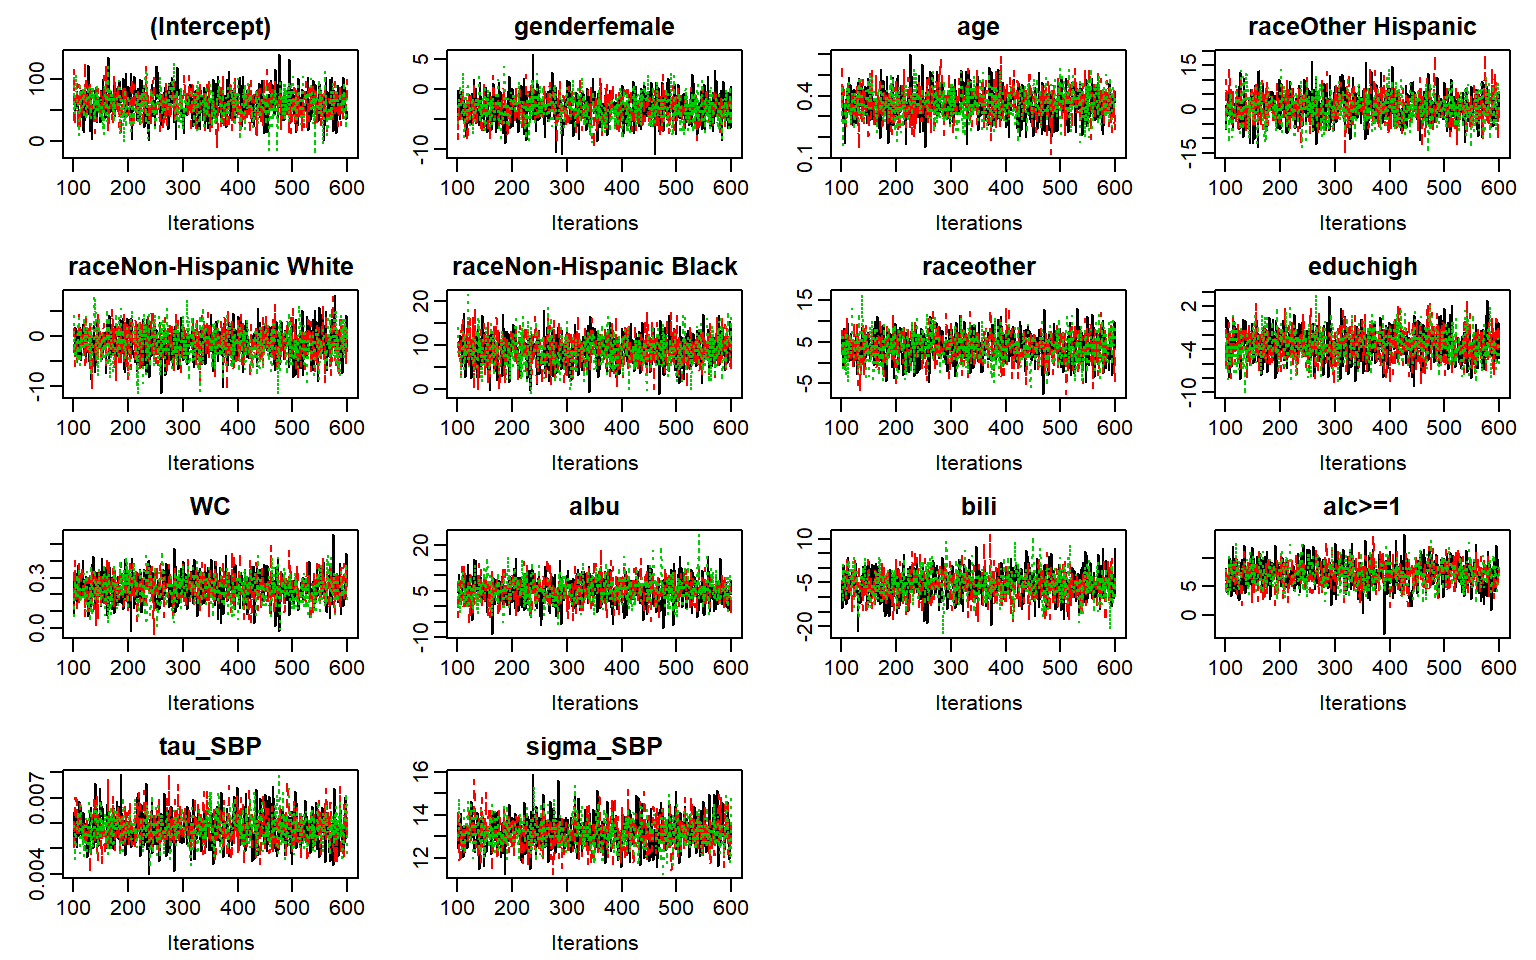 (Intercept) genderfemale age raceOther Hispanic
0 100 -10 0 5 0.1 0.4 -15 0 15
100 200 300 400 500 600 100 200 300 400 500 600 100 200 300 400 500 600 100 200 300 400 500 600
Iterations Iterations Iterations Iterations
raceNon-Hispanic White raceNon-Hispanic Black raceother educhigh
-10 0 0 10 20 -5 5 15 -10 -4 2
100 200 300 400 500 600 100 200 300 400 500 600 100 200 300 400 500 600 100 200 300 400 500 600
Iterations Iterations Iterations Iterations
WC albu bili alc>=1
0.0 0.3 -10 5 20 -20 -5 10 0 5
100 200 300 400 500 600 100 200 300 400 500 600 100 200 300 400 500 600 100 200 300 400 500 600
Iterations Iterations Iterations Iterations
tau_SBP sigma_SBP
0.004 0.007 12 14 16
100 200 300 400 500 600 100 200 300 400 500 600
Iterations Iterations